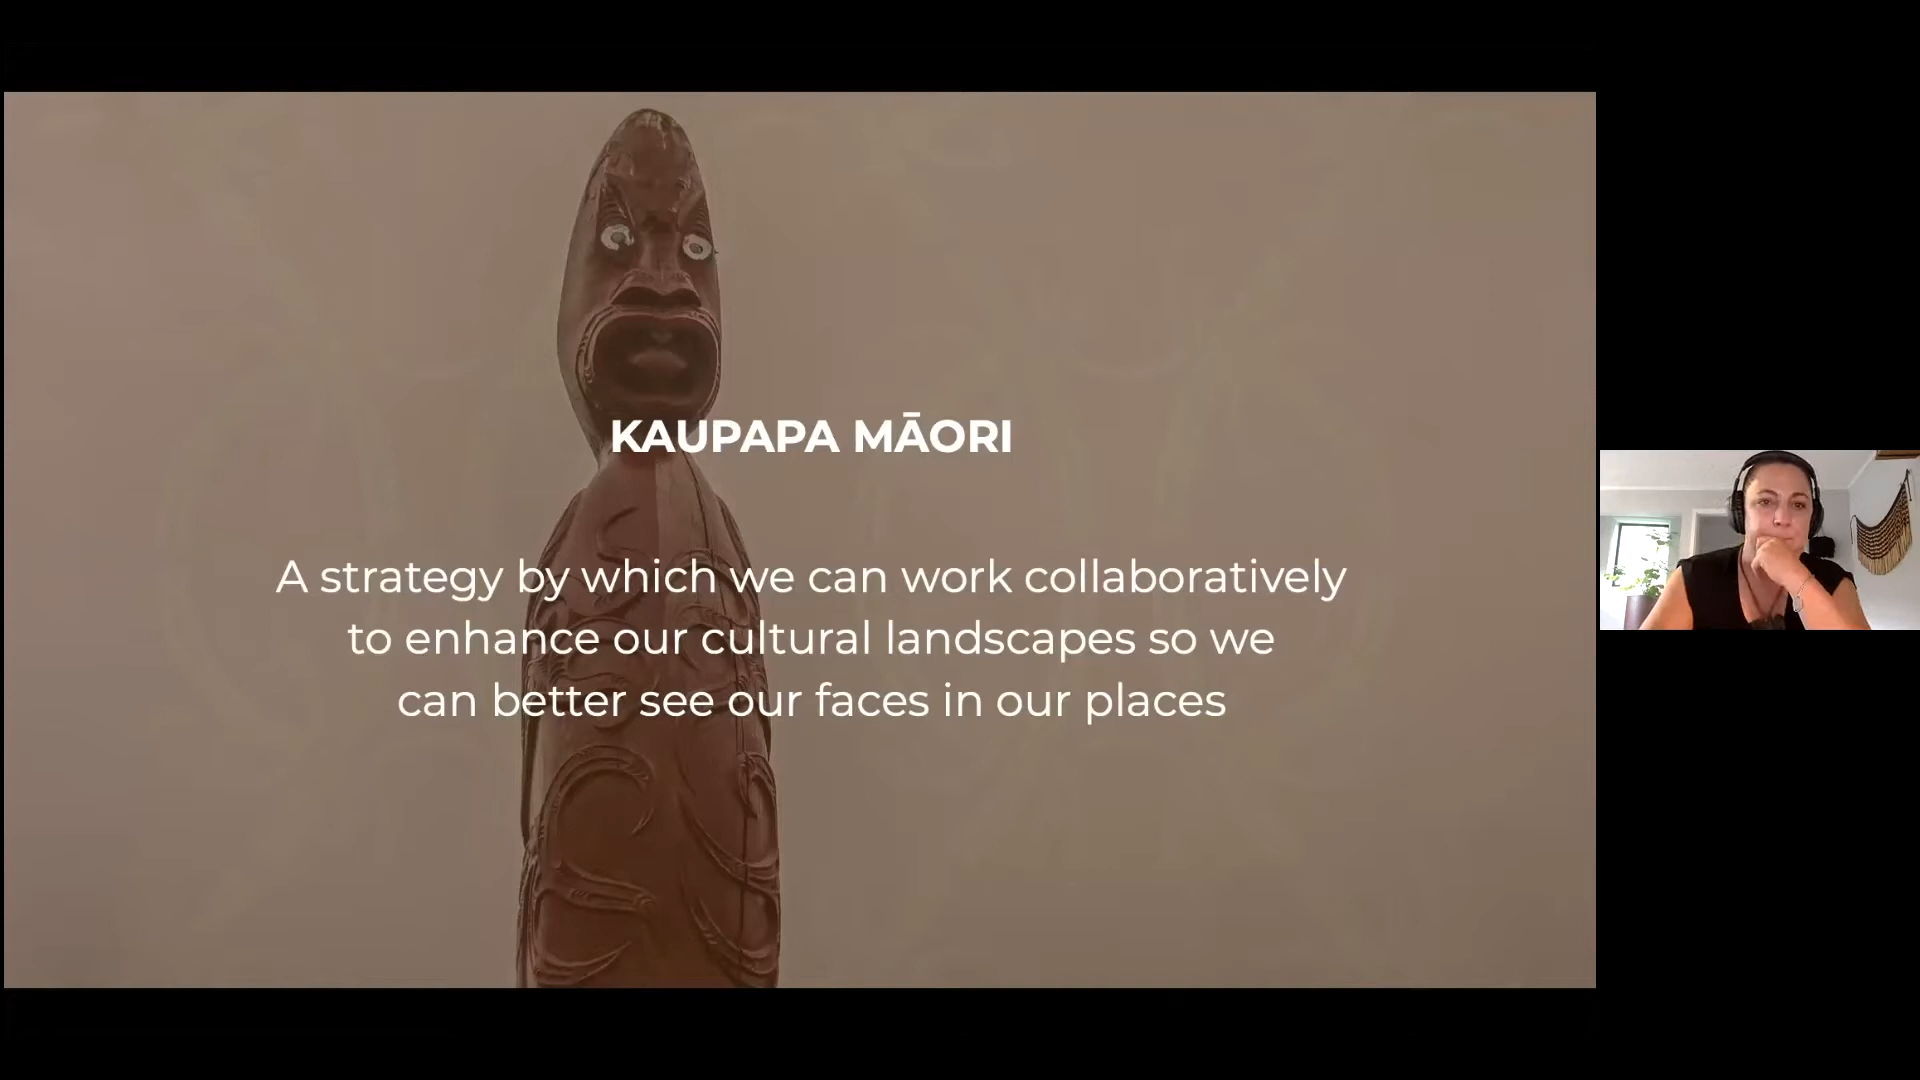 KAUPAPA MĀORI
A strategy by which we can work collaboratively
to enhance our cultural landscapes so we
can better see our faces in our places